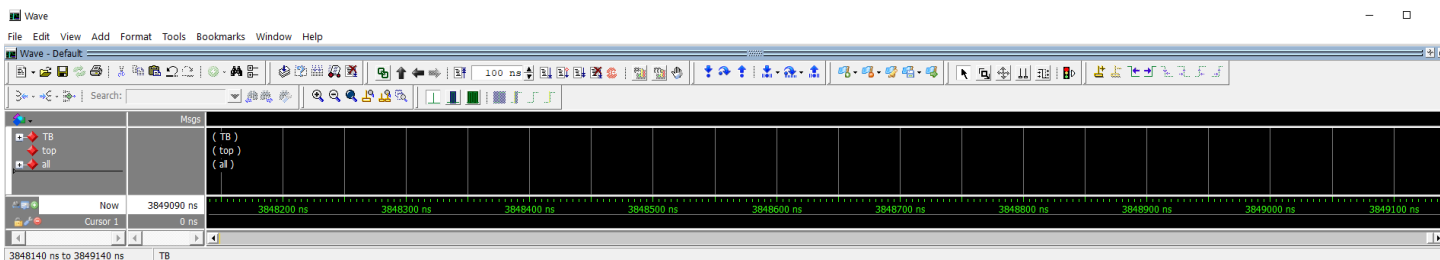 Wave
File Edit View Add Format Tools Bookmarks Window Help
Wave - Default
100 ns
Search:
Msgs
TB (TB)
top (top)
all (all)
Now 3849090 ns 3848200 ns 3848300 ns 3848400 ns 3848500 ns 3848600 ns 3848700 ns 3848800 ns 3848900 ns 3849000 ns 3849100 ns
Cursor 1 0 ns
3848140 ns to 3849140 ns TB